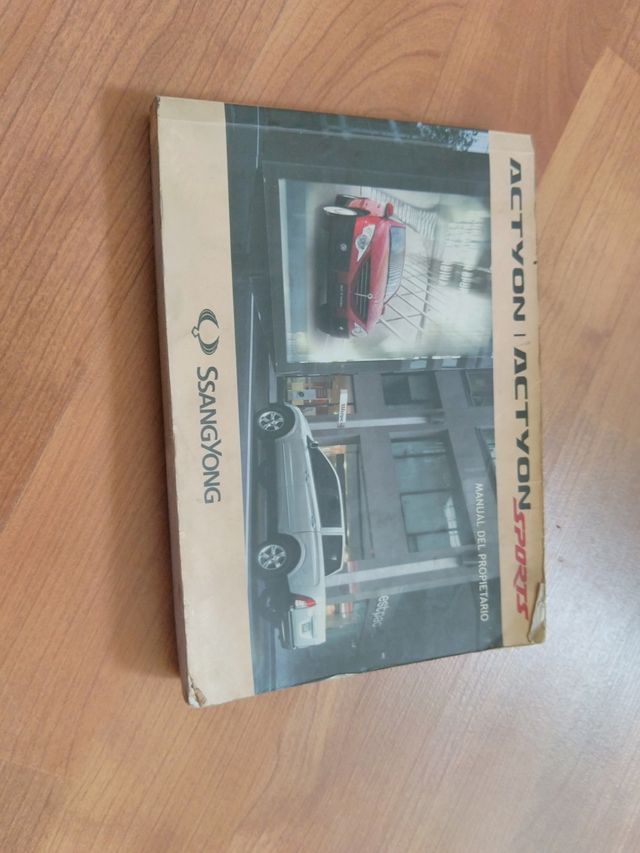 ACTYON | ACTYON SPORTS
MANUAL DEL PROPIETARIO
SSANGYONG